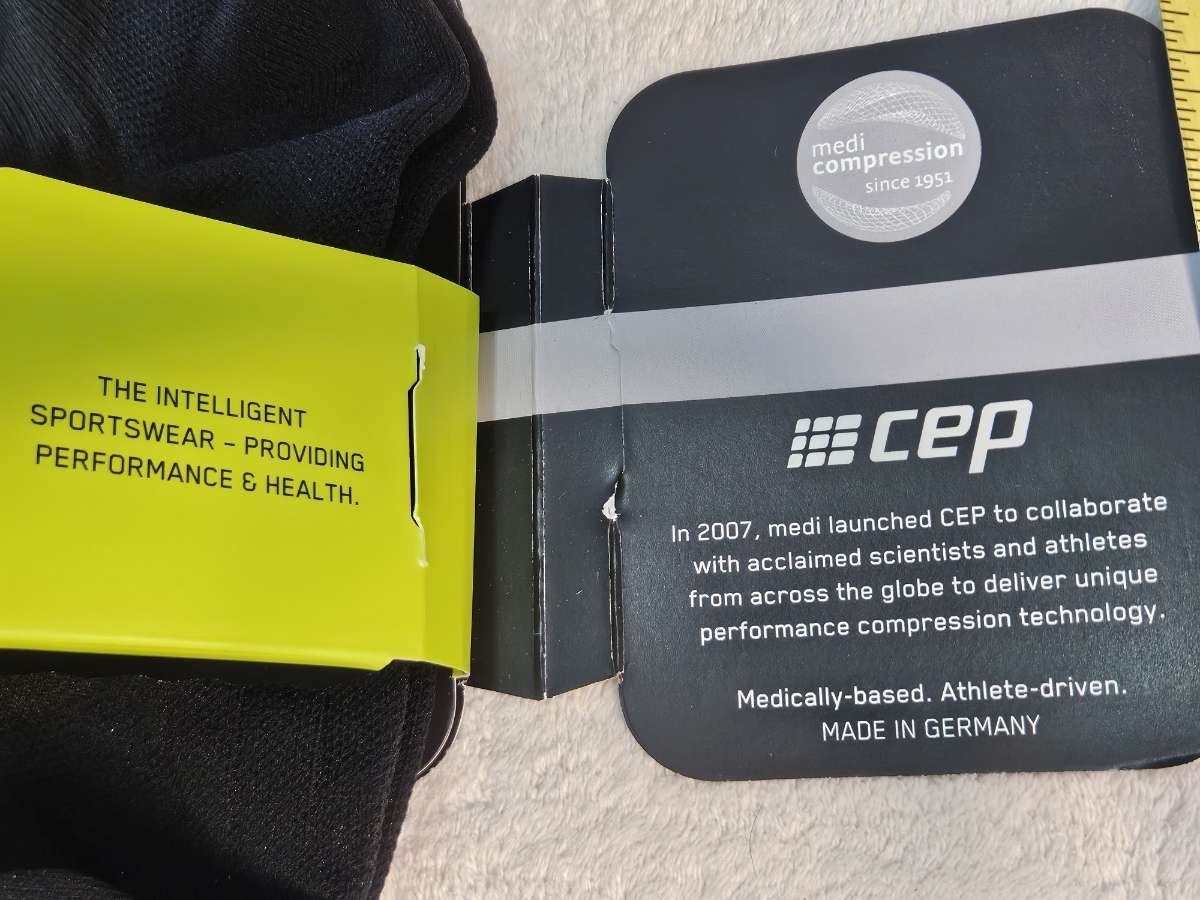 THE INTELLIGENT
SPORTSWEAR – PROVIDING
PERFORMANCE & HEALTH.
medi
compression
since 1951
cep
In 2007, medi launched CEP to collaborate
with acclaimed scientists and athletes
from across the globe to deliver unique
performance compression technology.
Medically-based. Athlete-driven.
MADE IN GERMANY